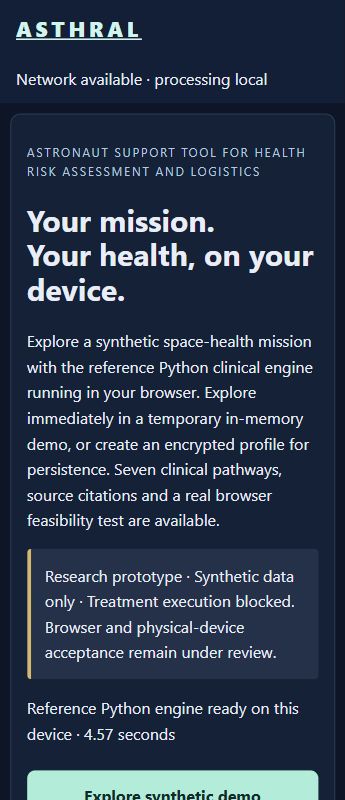 ASTHRAL
Network available · processing local
ASTRONAUT SUPPORT TOOL FOR HEALTH
RISK ASSESSMENT AND LOGISTICS
Your mission.
Your health, on your
device.
Explore a synthetic space-health mission
with the reference Python clinical engine
running in your browser. Explore
immediately in a temporary in-memory
demo, or create an encrypted profile for
persistence. Seven clinical pathways,
source citations and a real browser
feasibility test are available.
Research prototype · Synthetic data
only · Treatment execution blocked.
Browser and physical-device
acceptance remain under review.
Reference Python engine ready on this
device · 4.57 seconds
Explore synthetic demo